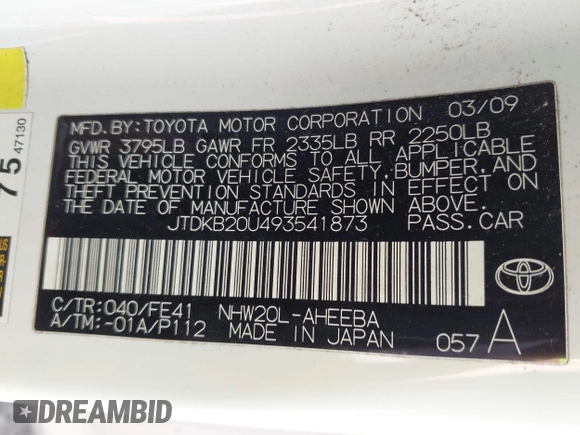 MFD.BY:TOYOTA MOTOR CORPORATION 03/09
GVWR 3795LB GAWR FR 2335LB RR 2250LB
THIS VEHICLE CONFORMS TO ALL APPLICABLE
FEDERAL MOTOR VEHICLE SAFETY,BUMPER,AND
THEFT PREVENTION STANDARDS IN EFFECT ON
THE DATE OF MANUFACTURE SHOWN ABOVE.
JTDKB20U493541873 PASS.CAR
C/TR:040/FE41 NHW20L-AHEEBA
A/TM:-01A/P112 MADE IN JAPAN 057 A
TOYOTA
75
47130
DREAMBID